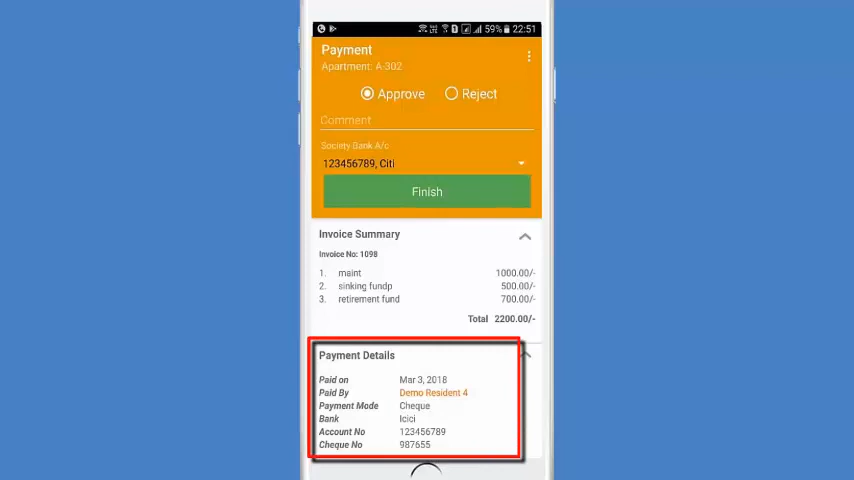 59% 22:51
Payment
Apartment: A-302
Approve Reject
Comment
Society Bank A/c
123456789, Citi
Finish
Invoice Summary
Invoice No: 1098
1. maint 1000.00/-
2. sinking fundp 500.00/-
3. retirement fund 700.00/-
Total 2200.00/-
Payment Details
Paid on Mar 3, 2018
Paid By Demo Resident 4
Payment Mode Cheque
Bank Icici
Account No 123456789
Cheque No 987655